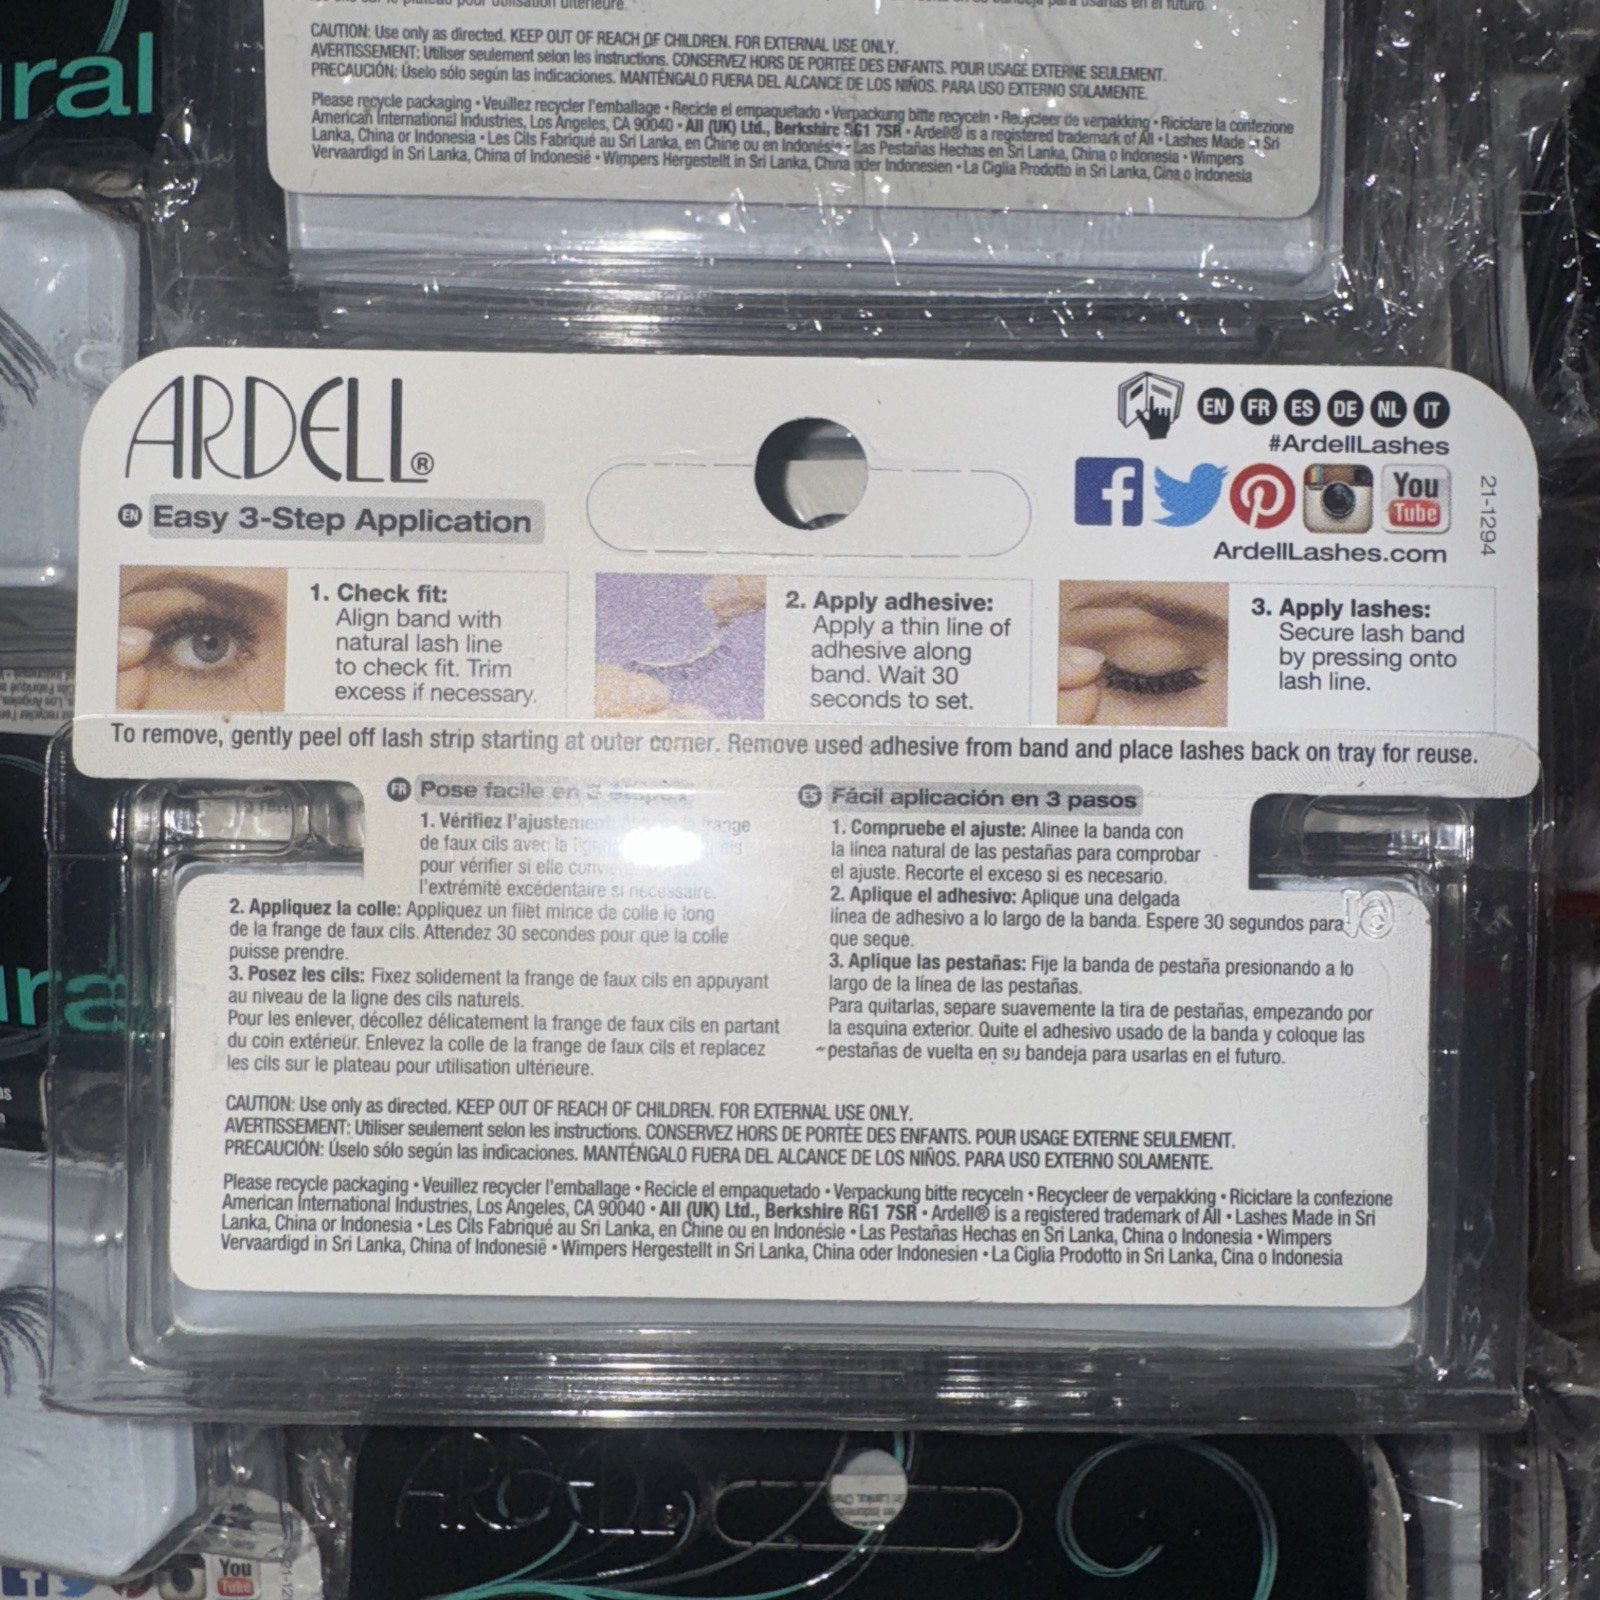 ral
CAUTION: Use only as directed. KEEP OUT OF REACH OF CHILDREN. FOR EXTERNAL USE ONLY.
AVERTISSEMENT: Utiliser seulement selon les instructions. CONSERVEZ HORS DE PORTÉE DES ENFANTS. POUR USAGE EXTERNE SEULEMENT.
PRECAUCIÓN: Úselo sólo según las indicaciones. MANTÉNGALO FUERA DEL ALCANCE DE LOS NIÑOS. PARA USO EXTERNO SOLAMENTE.
Please recycle packaging • Veuillez recycler l'emballage • Recicle el empaquetado • Verpackung bitte recyceln • Recycleer de verpakking • Riciclare la confezione
American International Industries, Los Angeles, CA 90040 • AII (UK) Ltd., Berkshire 7SR • Ardell® is a registered trademark of AII • Lashes Made Sri
Lanka, China or Indonesia • Les Cils Fabriqué au Sri Lanka, en Chine ou en Indonésie • Las Pestañas Hechas en Sri Lanka, China o Indonesia • Wimpers
Vervaardigd in Sri Lanka, China of Indonesië • Wimpers Hergestellt in Sri Lanka, China oder Indonesien • La Ciglia Prodotto in Sri Lanka, Cina o Indonesia
ARDELL®
EN FR ES DE NL IT
#ArdellLashes
You Tube
ArdellLashes.com
21-1294
EN Easy 3-Step Application
1. Check fit:
Align band with
natural lash line
to check fit. Trim
excess if necessary.
2. Apply adhesive:
Apply a thin line of
adhesive along
band. Wait 30
seconds to set.
3. Apply lashes:
Secure lash band
by pressing onto
lash line.
To remove, gently peel off lash strip starting at outer corner. Remove used adhesive from band and place lashes back on tray for reuse.
FR Pose facile en 3 étapes
1. Vérifiez l'ajustement frange
de faux cils avec la
pour vérifier si elle
l'extrémité excédentaire si nécessaire.
2. Appliquez la colle: Appliquez un filet mince de colle le long
de la frange de faux cils. Attendez 30 secondes pour que la colle
puisse prendre.
3. Posez les cils: Fixez solidement la frange de faux cils en appuyant
au niveau de la ligne des cils naturels.
Pour les enlever, décollez délicatement la frange de faux cils en partant
du coin extérieur. Enlevez la colle de la frange de faux cils et replacez
les cils sur le plateau pour utilisation ultérieure.
ES Fácil aplicación en 3 pasos
1. Compruebe el ajuste: Alinee la banda con
la línea natural de las pestañas para comprobar
el ajuste. Recorte el exceso si es necesario.
2. Aplique el adhesivo: Aplique una delgada
línea de adhesivo a lo largo de la banda. Espere 30 segundos para
que seque.
3. Aplique las pestañas: Fije la banda de pestaña presionando a lo
largo de la línea de las pestañas.
Para quitarlas, separe suavemente la tira de pestañas, empezando por
la esquina exterior. Quite el adhesivo usado de la banda y coloque las
pestañas de vuelta en su bandeja para usarlas en el futuro.
CAUTION: Use only as directed. KEEP OUT OF REACH OF CHILDREN. FOR EXTERNAL USE ONLY.
AVERTISSEMENT: Utiliser seulement selon les instructions. CONSERVEZ HORS DE PORTÉE DES ENFANTS. POUR USAGE EXTERNE SEULEMENT.
PRECAUCIÓN: Úselo sólo según las indicaciones. MANTÉNGALO FUERA DEL ALCANCE DE LOS NIÑOS. PARA USO EXTERNO SOLAMENTE.
Please recycle packaging • Veuillez recycler l'emballage • Recicle el empaquetado • Verpackung bitte recyceln • Recycleer de verpakking • Riciclare la confezione
American International Industries, Los Angeles, CA 90040 • AII (UK) Ltd., Berkshire RG1 7SR • Ardell® is a registered trademark of AII • Lashes Made in Sri
Lanka, China or Indonesia • Les Cils Fabriqué au Sri Lanka, en Chine ou en Indonésie • Las Pestañas Hechas en Sri Lanka, China o Indonesia • Wimpers
Vervaardigd in Sri Lanka, China of Indonesië • Wimpers Hergestellt in Sri Lanka, China oder Indonesien • La Ciglia Prodotto in Sri Lanka, Cina o Indonesia
ura
ARDELL
You Tube